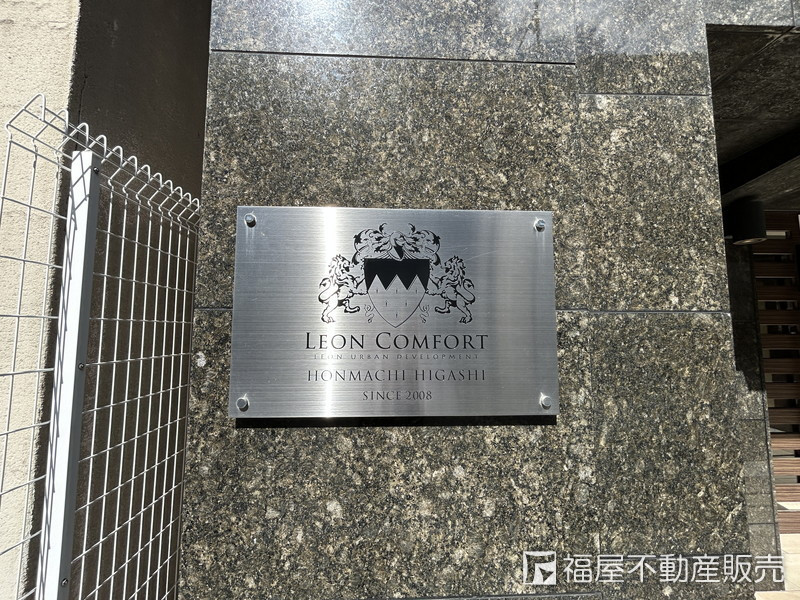 LEON COMFORT
LEON URBAN DEVELOPMENT
HONMACHI HIGASHI
SINCE 2008
福屋不動産販売